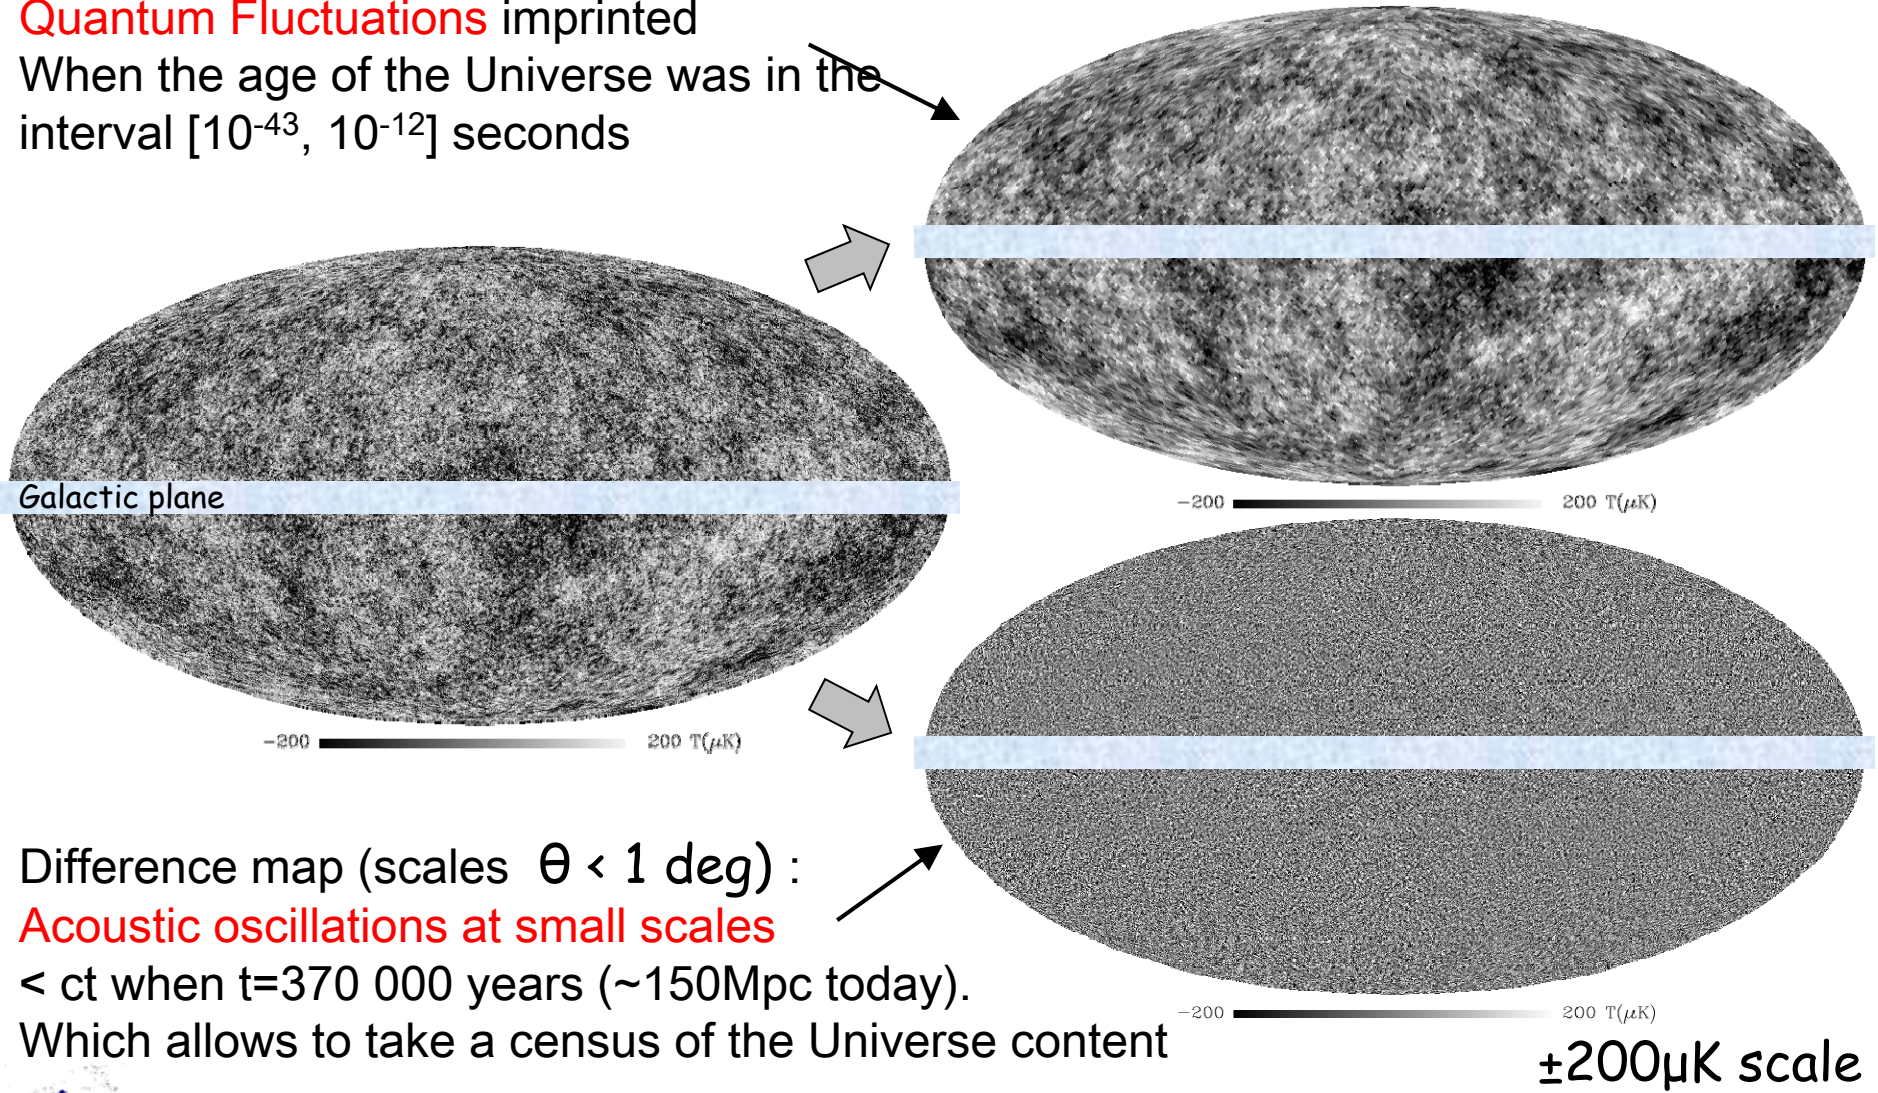 Quantum Fluctuations imprinted
When the age of the Universe was in the
interval [10⁻⁴³, 10⁻¹²] seconds
Galactic plane
−200 200 T(μK)
−200 200 T(μK)
Difference map (scales θ < 1 deg) :
Acoustic oscillations at small scales
< ct when t=370 000 years (~150Mpc today).
Which allows to take a census of the Universe content
−200 200 T(μK)
±200μK scale